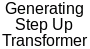 Generating
Step Up
Transformer